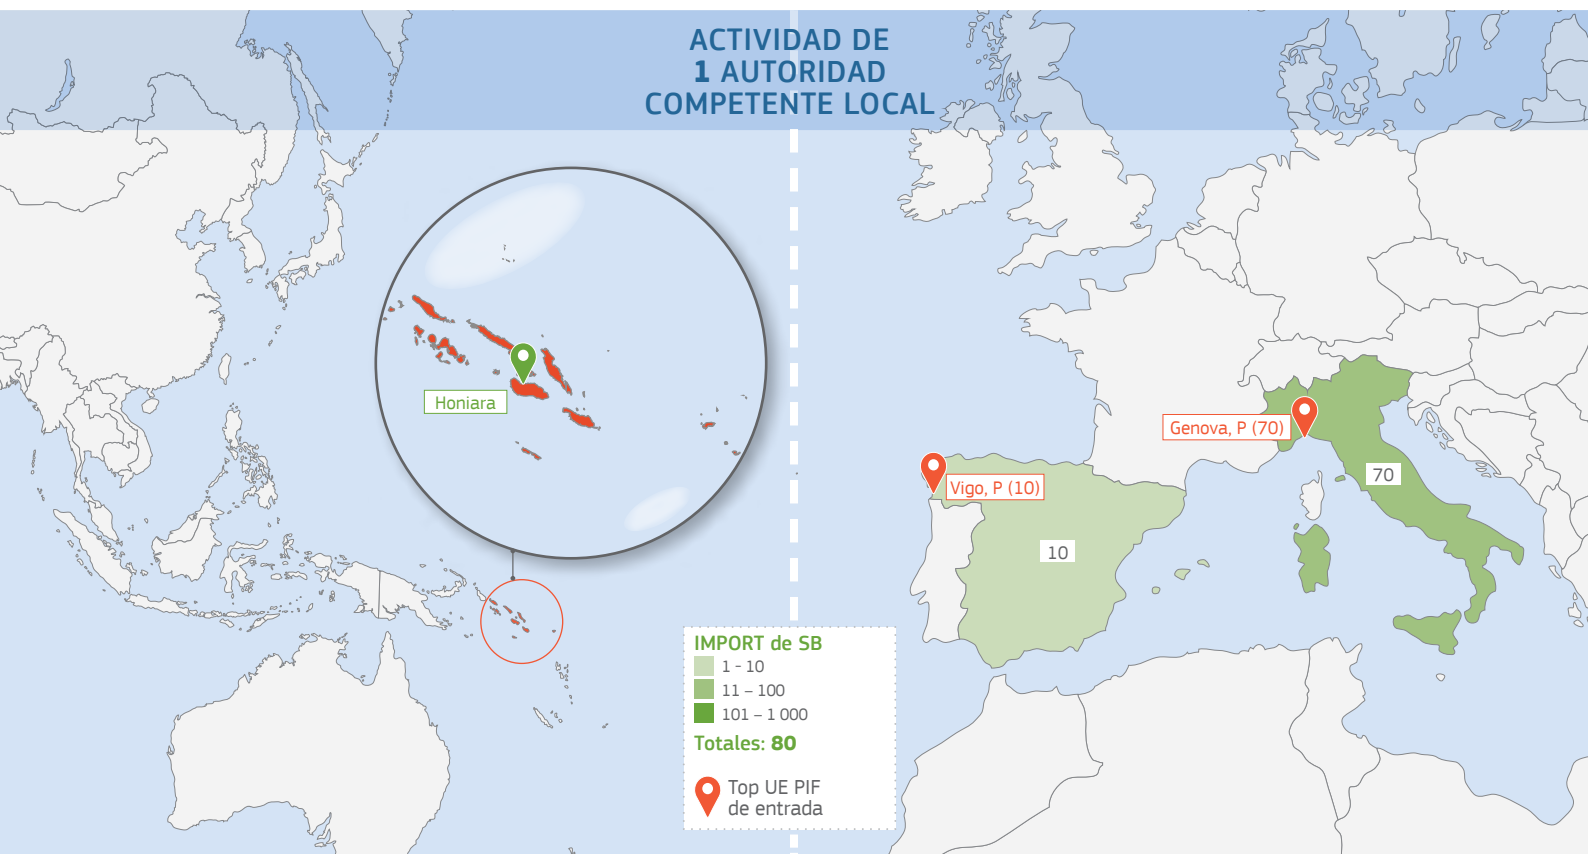 ACTIVIDAD DE
1 AUTORIDAD
COMPETENTE LOCAL
Honiara
Genova, P (70)
70
Vigo, P (10)
10
IMPORT de SB
1 - 10
11 – 100
101 – 1 000
Totales: 80
Top UE PIF
de entrada